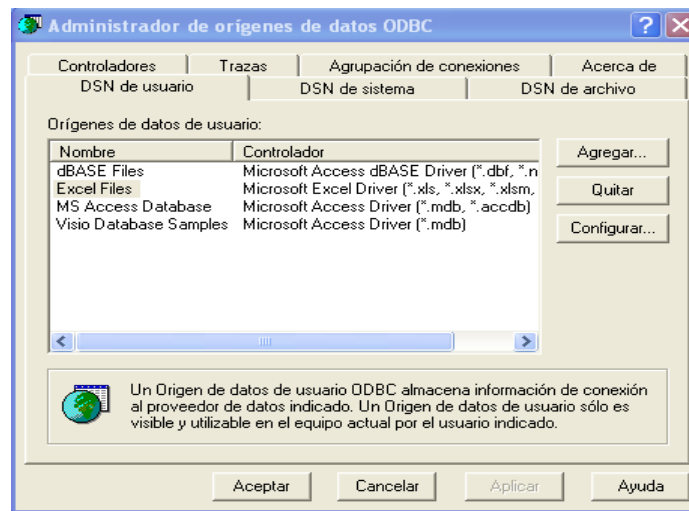 Administrador de orígenes de datos ODBC
Controladores Trazas Agrupación de conexiones Acerca de
DSN de usuario DSN de sistema DSN de archivo
Orígenes de datos de usuario:
Nombre Controlador
dBASE Files Microsoft Access dBASE Driver (*.dbf, *.n
Excel Files Microsoft Excel Driver (*.xls, *.xlsx, *.xlsm,
MS Access Database Microsoft Access Driver (*.mdb, *.accdb)
Visio Database Samples Microsoft Access Driver (*.mdb)
Agregar...
Quitar
Configurar...
Un Origen de datos de usuario ODBC almacena información de conexión
al proveedor de datos indicado. Un Origen de datos de usuario sólo es
visible y utilizable en el equipo actual por el usuario indicado.
Aceptar Cancelar Aplicar Ayuda